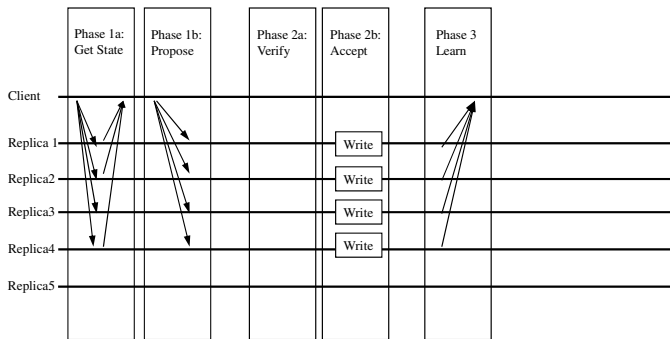 Phase 1a:
Get State
Phase 1b:
Propose
Phase 2a:
Verify
Phase 2b:
Accept
Phase 3
Learn
Client
Replica 1
Write
Replica2
Write
Replica3
Write
Replica4
Write
Replica5